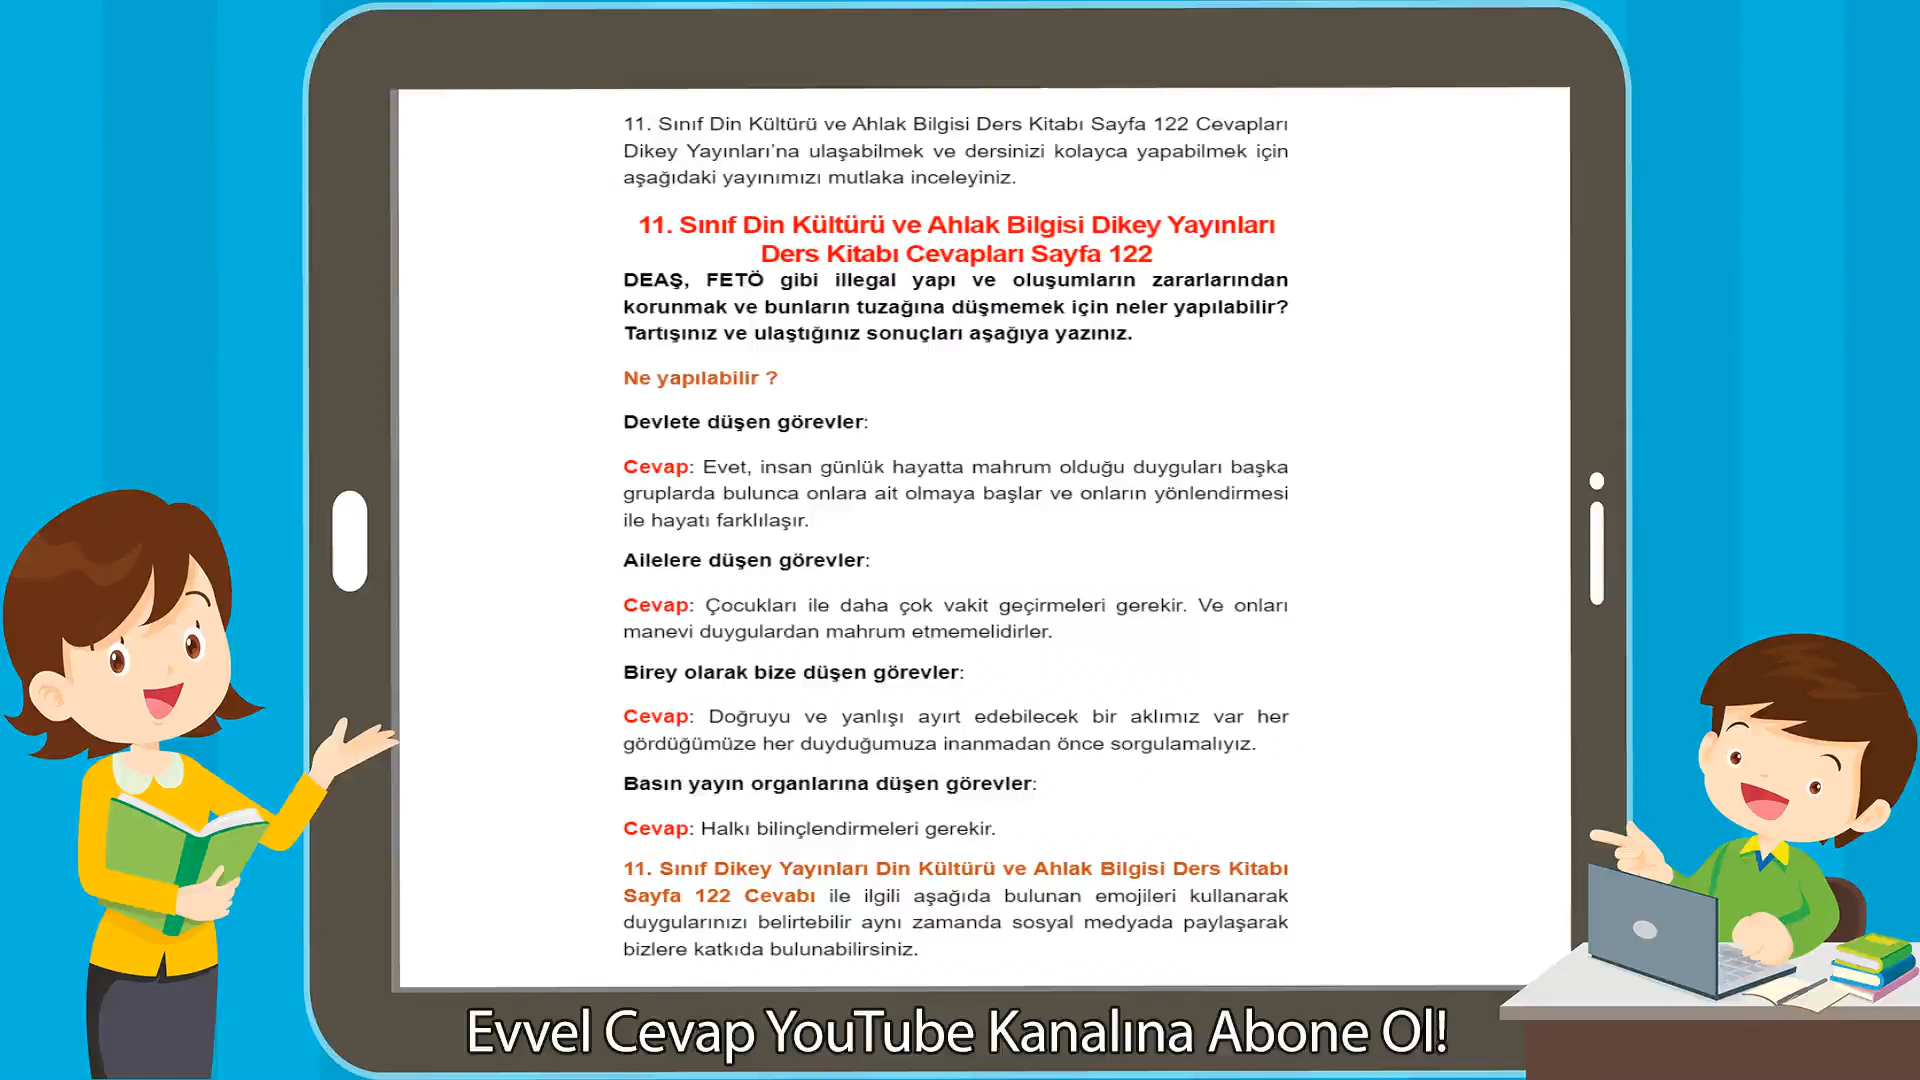 11. Sınıf Din Kültürü ve Ahlak Bilgisi Ders Kitabı Sayfa 122 Cevapları
Dikey Yayınları’na ulaşabilmek ve dersinizi kolayca yapabilmek için
aşağıdaki yayınımızı mutlaka inceleyiniz.
11. Sınıf Din Kültürü ve Ahlak Bilgisi Dikey Yayınları
Ders Kitabı Cevapları Sayfa 122
DEAŞ, FETÖ gibi illegal yapı ve oluşumların zararlarından
korunmak ve bunların tuzağına düşmemek için neler yapılabilir?
Tartışınız ve ulaştığınız sonuçları aşağıya yazınız.
Ne yapılabilir ?
Devlete düşen görevler:
Cevap: Evet, insan günlük hayatta mahrum olduğu duyguları başka
gruplarda bulunca onlara ait olmaya başlar ve onların yönlendirmesi
ile hayatı farklılaşır.
Ailelere düşen görevler:
Cevap: Çocukları ile daha çok vakit geçirmeleri gerekir. Ve onları
manevi duygulardan mahrum etmemelidirler.
Birey olarak bize düşen görevler:
Cevap: Doğruyu ve yanlışı ayırt edebilecek bir aklımız var her
gördüğümüze her duyduğumuza inanmadan önce sorgulamalıyız.
Basın yayın organlarına düşen görevler:
Cevap: Halkı bilinçlendirmeleri gerekir.
11. Sınıf Dikey Yayınları Din Kültürü ve Ahlak Bilgisi Ders Kitabı
Sayfa 122 Cevabı ile ilgili aşağıda bulunan emojileri kullanarak
duygularınızı belirtebilir aynı zamanda sosyal medyada paylaşarak
bizlere katkıda bulunabilirsiniz.
Evvel Cevap YouTube Kanalına Abone Ol!